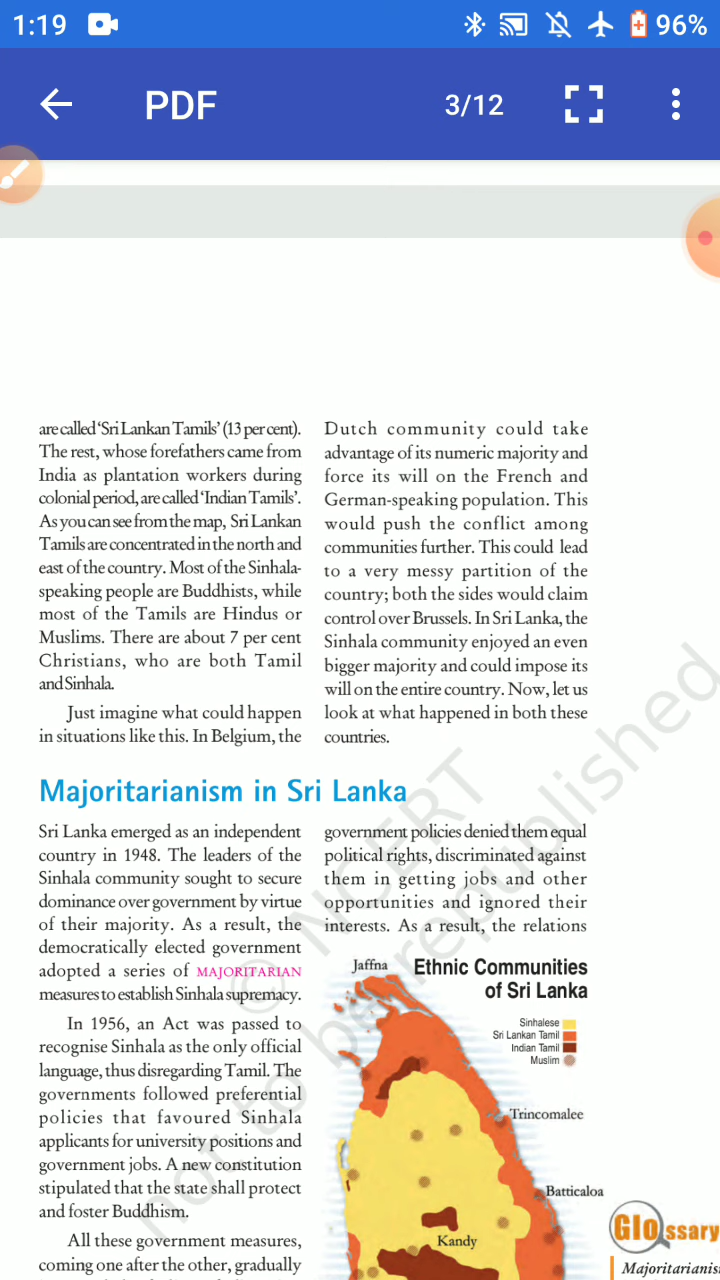 1:19
96%
PDF
3/12
are called ‘Sri Lankan Tamils’ (13 per cent).
The rest, whose forefathers came from
India as plantation workers during
colonial period, are called ‘Indian Tamils’.
As you can see from the map, Sri Lankan
Tamils are concentrated in the north and
east of the country. Most of the Sinhala-
speaking people are Buddhists, while
most of the Tamils are Hindus or
Muslims. There are about 7 per cent
Christians, who are both Tamil
and Sinhala.
Just imagine what could happen
in situations like this. In Belgium, the
Dutch community could take
advantage of its numeric majority and
force its will on the French and
German-speaking population. This
would push the conflict among
communities further. This could lead
to a very messy partition of the
country; both the sides would claim
control over Brussels. In Sri Lanka, the
Sinhala community enjoyed an even
bigger majority and could impose its
will on the entire country. Now, let us
look at what happened in both these
countries.
Majoritarianism in Sri Lanka
Sri Lanka emerged as an independent
country in 1948. The leaders of the
Sinhala community sought to secure
dominance over government by virtue
of their majority. As a result, the
democratically elected government
adopted a series of MAJORITARIAN
measures to establish Sinhala supremacy.
In 1956, an Act was passed to
recognise Sinhala as the only official
language, thus disregarding Tamil. The
governments followed preferential
policies that favoured Sinhala
applicants for university positions and
government jobs. A new constitution
stipulated that the state shall protect
and foster Buddhism.
All these government measures,
coming one after the other, gradually
government policies denied them equal
political rights, discriminated against
them in getting jobs and other
opportunities and ignored their
interests. As a result, the relations
Ethnic Communities
of Sri Lanka
Sinhalese
Sri Lankan Tamil
Indian Tamil
Muslim
Jaffna
Trincomalee
Batticaloa
Kandy
Glossary
© NCERT
not to be republished